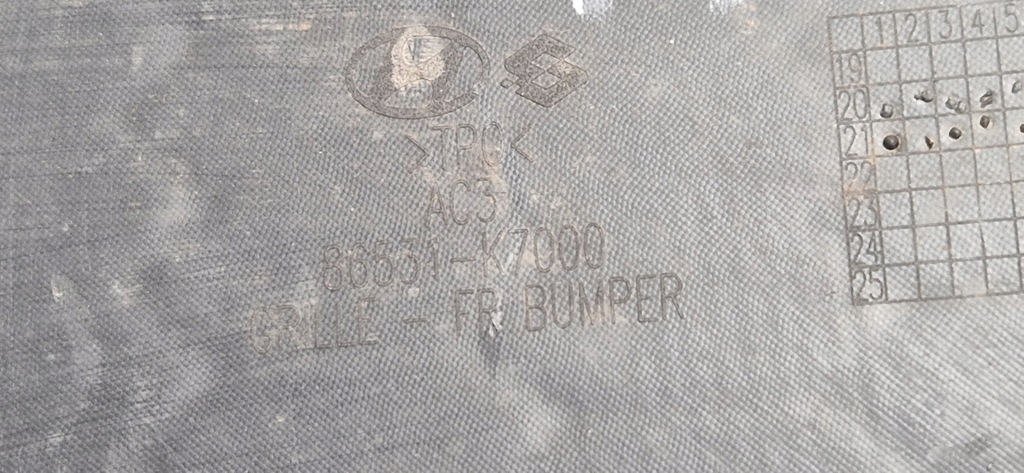 >TPO<
AC3
86531-K7000
GRILLE - FR BUMPER
1 2 3 4 5
19
20
21
22
23
24
25